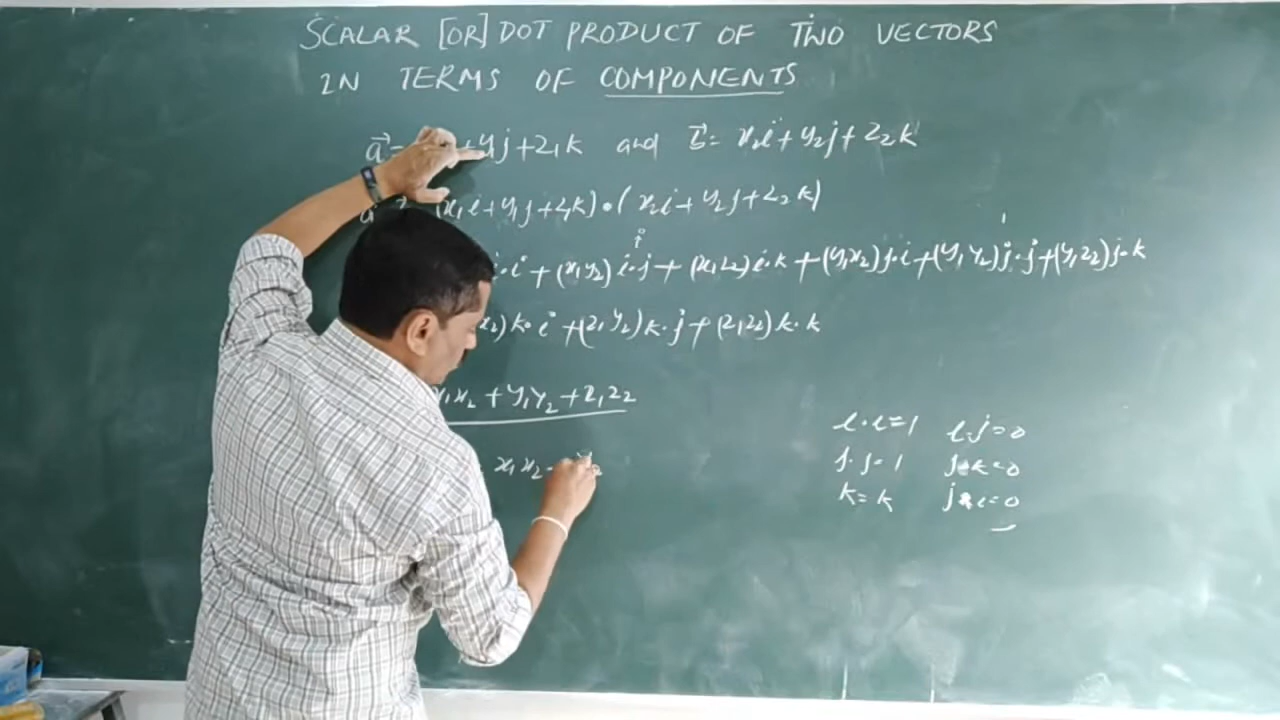 SCALAR [OR] DOT PRODUCT OF TWO VECTORS
IN TERMS OF COMPONENTS
a⃗ = +y₁j+z₁k and b⃗ = x₂i+y₂j+z₂k
a⃗ (x₁i+y₁j+z₁k)•(x₂i+y₂j+z₂k)
i·i + (x₁y₂) i·j + (x₁z₂) i·k + (y₁x₂) j·i + (y₁y₂) j·j + (y₁z₂) j·k
x₂) k·i + (z₁y₂) k·j + (z₁z₂) k·k
x₁x₂ + y₁y₂ + z₁z₂
x₁x₂
i·i=1 i·j=0
j·j=1 j·k=0
k=k j·i=0